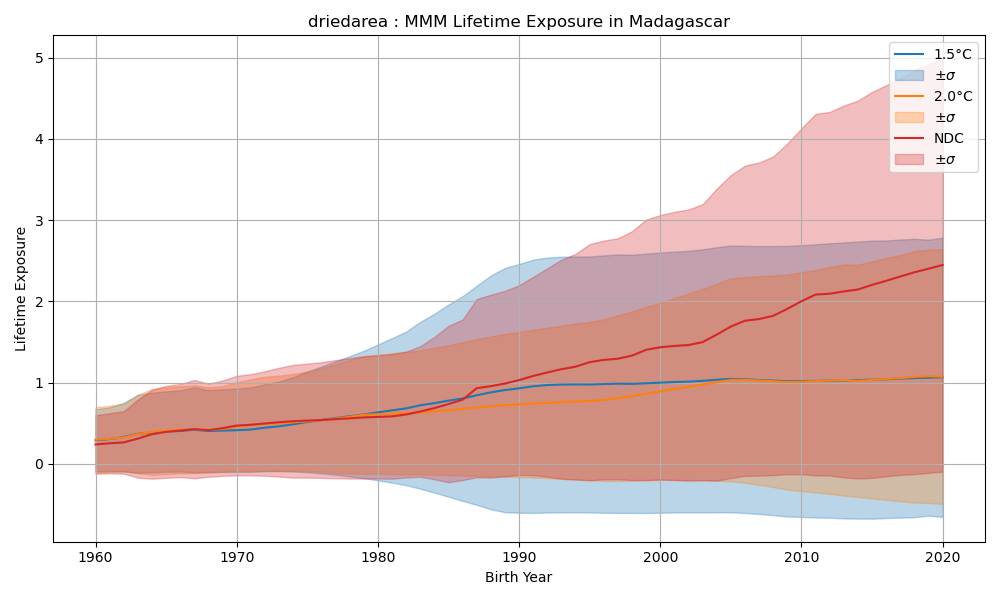 driedarea : MMM Lifetime Exposure in Madagascar
1.5°C
±σ
2.0°C
±σ
NDC
±σ
5
4
3
2
1
0
Lifetime Exposure
1960 1970 1980 1990 2000 2010 2020
Birth Year